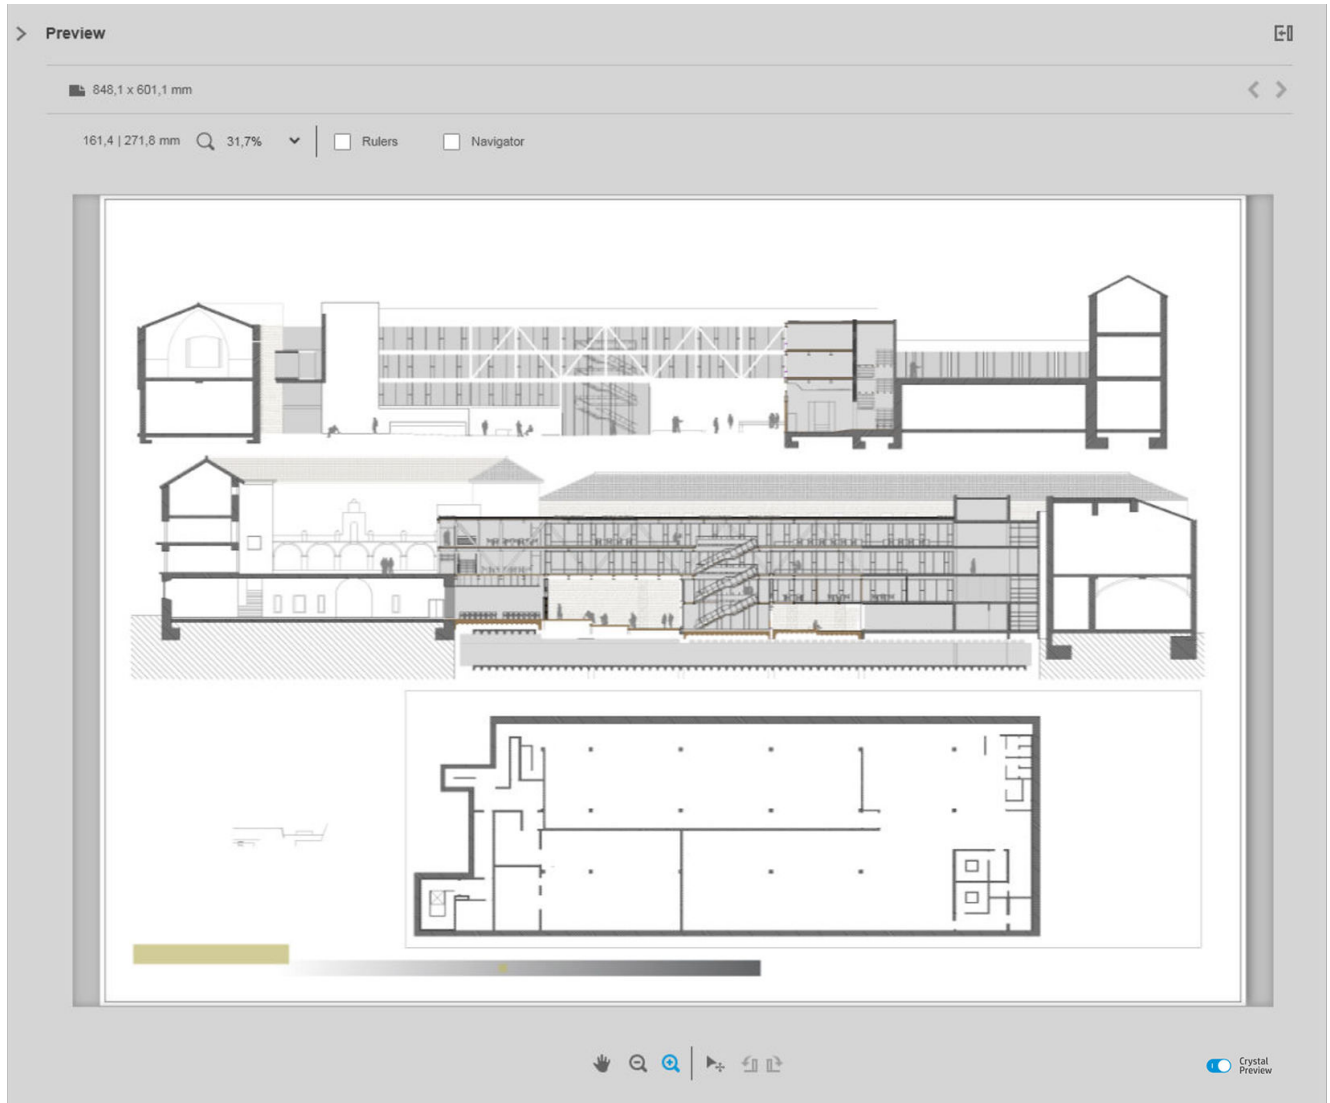 Preview
848,1 x 601,1 mm
161,4 | 271,8 mm 31,7% Rulers Navigator
Crystal
Preview